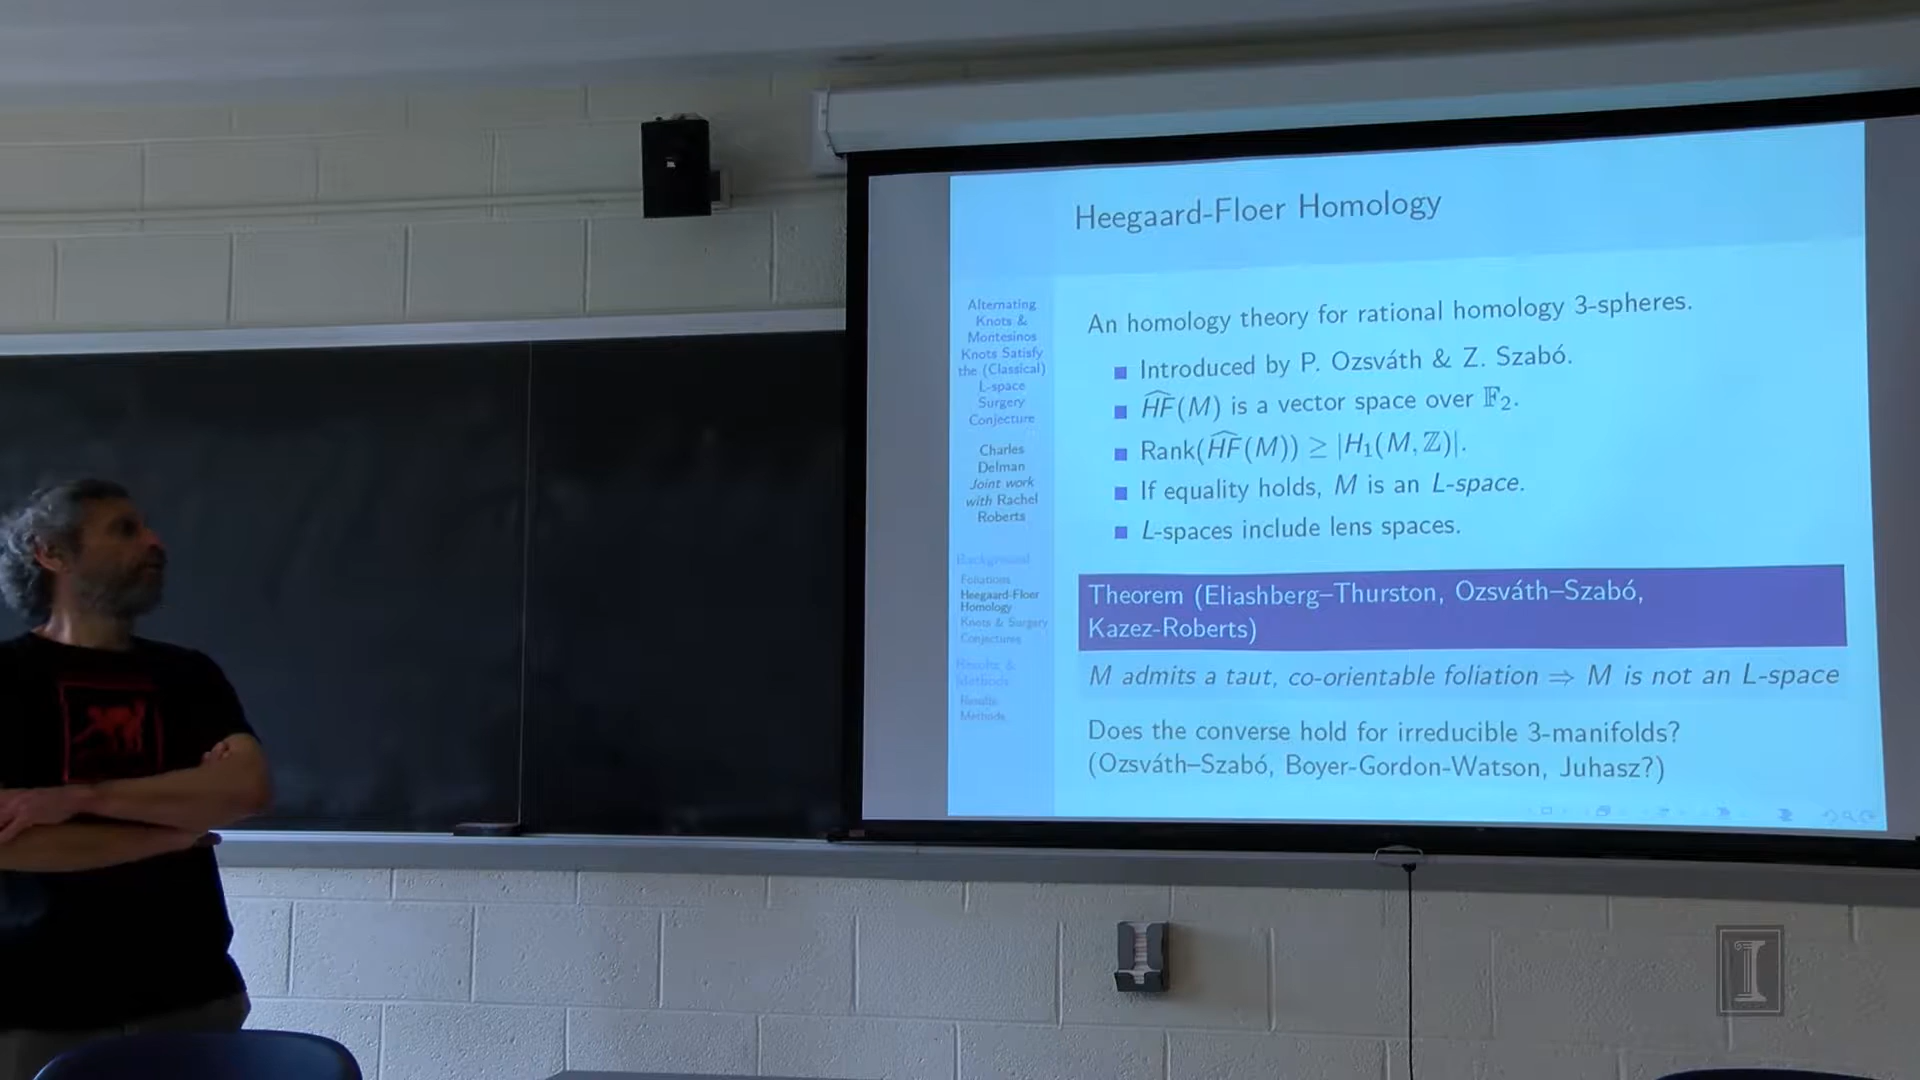 Heegaard-Floer Homology
Alternating
Knots &
Montesinos
Knots Satisfy
the (Classical)
L-space
Surgery
Conjecture
Charles
Delman
Joint work
with Rachel
Roberts
Background
Foliations
Heegaard-Floer
Homology
Knots & Surgery
Conjectures
Results &
Methods
Results
Methods
An homology theory for rational homology 3-spheres.
Introduced by P. Ozsváth & Z. Szabó.
\widehat{HF}(M) is a vector space over 𝔽₂.
Rank(\widehat{HF}(M)) ≥ |H₁(M,ℤ)|.
If equality holds, M is an L-space.
L-spaces include lens spaces.
Theorem (Eliashberg–Thurston, Ozsváth–Szabó,
Kazez-Roberts)
M admits a taut, co-orientable foliation ⇒ M is not an L-space
Does the converse hold for irreducible 3-manifolds?
(Ozsváth–Szabó, Boyer-Gordon-Watson, Juhasz?)
I